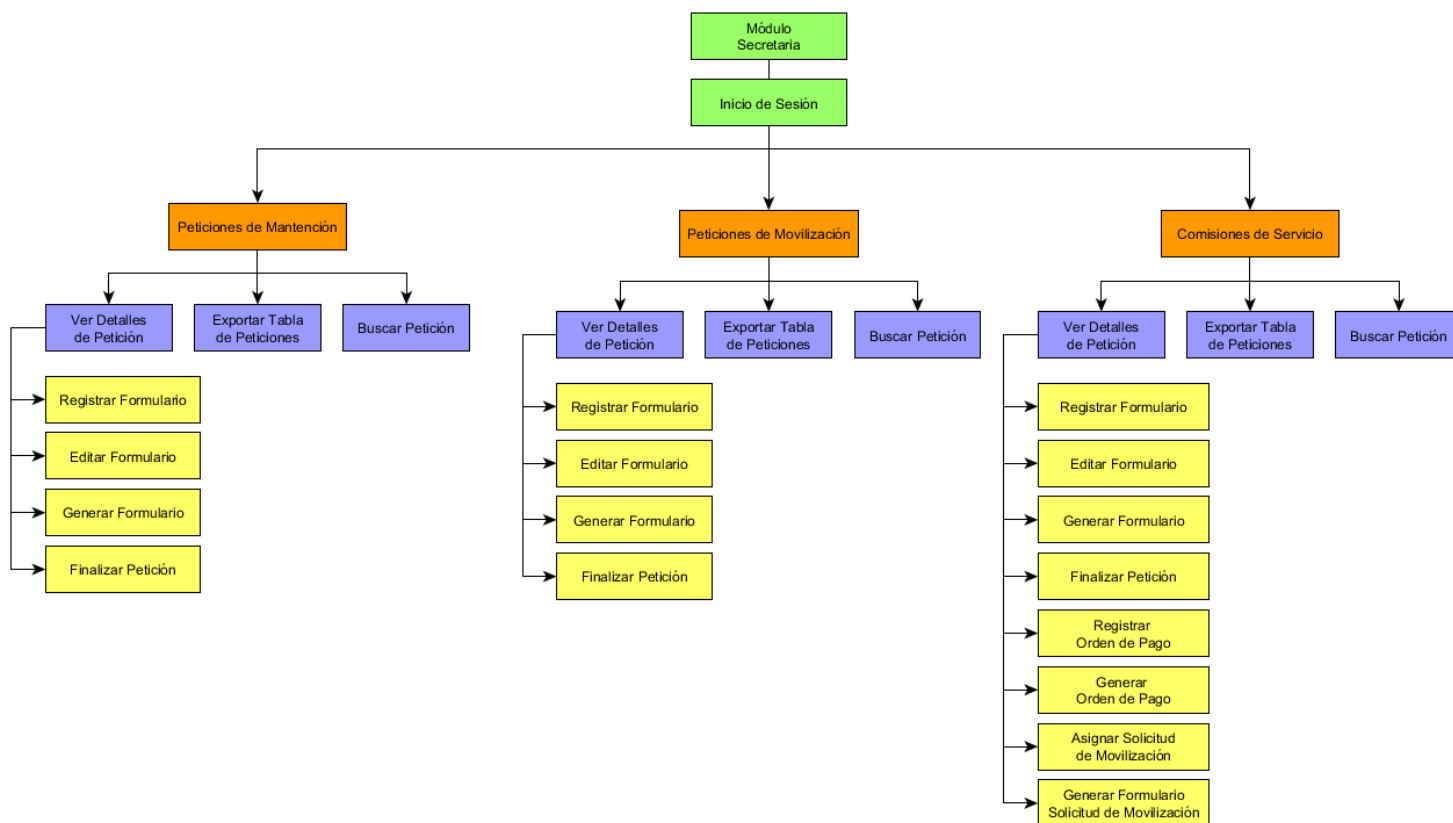 Módulo
Secretaria
Inicio de Sesión
Peticiones de Mantención
Peticiones de Movilización
Comisiones de Servicio
Ver Detalles
de Petición
Exportar Tabla
de Peticiones
Buscar Petición
Ver Detalles
de Petición
Exportar Tabla
de Peticiones
Buscar Petición
Ver Detalles
de Petición
Exportar Tabla
de Peticiones
Buscar Petición
Registrar Formulario
Editar Formulario
Generar Formulario
Finalizar Petición
Registrar Formulario
Editar Formulario
Generar Formulario
Finalizar Petición
Registrar Formulario
Editar Formulario
Generar Formulario
Finalizar Petición
Registrar
Orden de Pago
Generar
Orden de Pago
Asignar Solicitud
de Movilización
Generar Formulario
Solicitud de Movilización